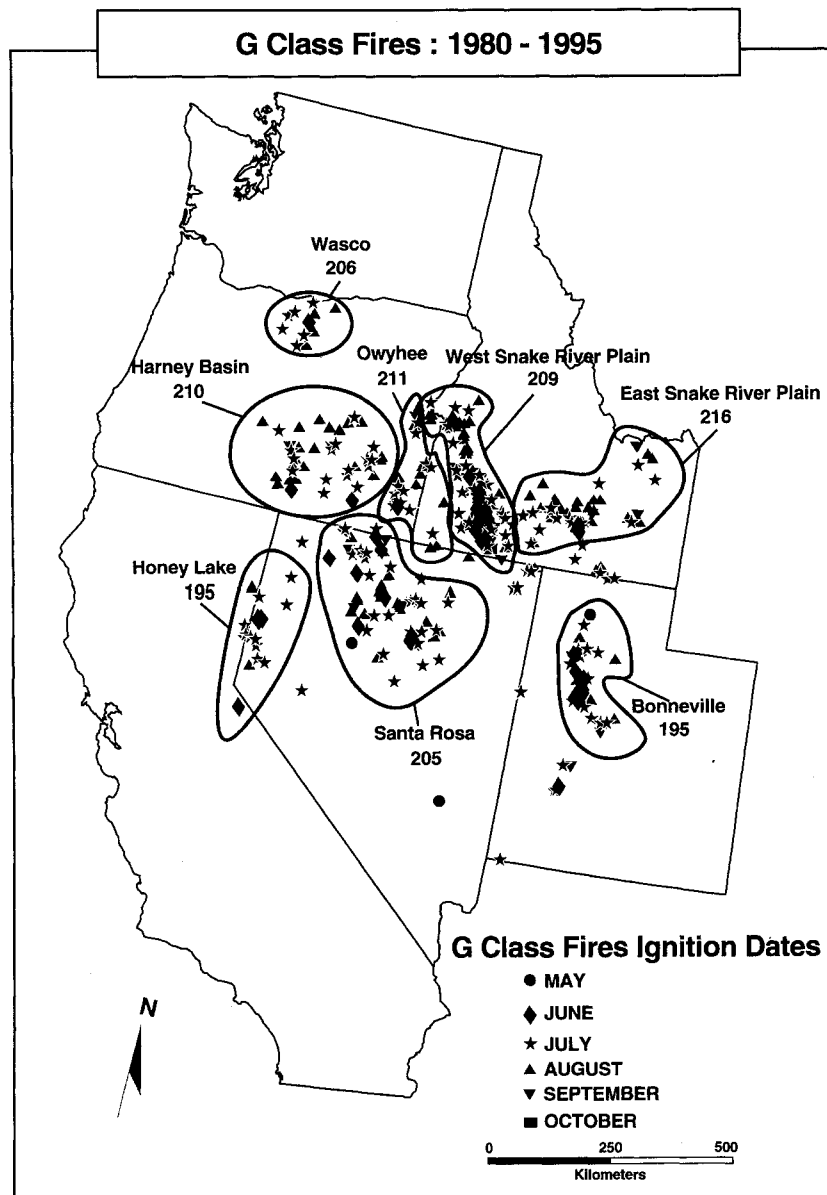 G Class Fires : 1980 - 1995
Wasco
206
Harney Basin
210
Owyhee
211
West Snake River Plain
209
East Snake River Plain
216
Honey Lake
195
Santa Rosa
205
Bonneville
195
G Class Fires Ignition Dates
MAY
JUNE
JULY
AUGUST
SEPTEMBER
OCTOBER
N
0 250 500
Kilometers